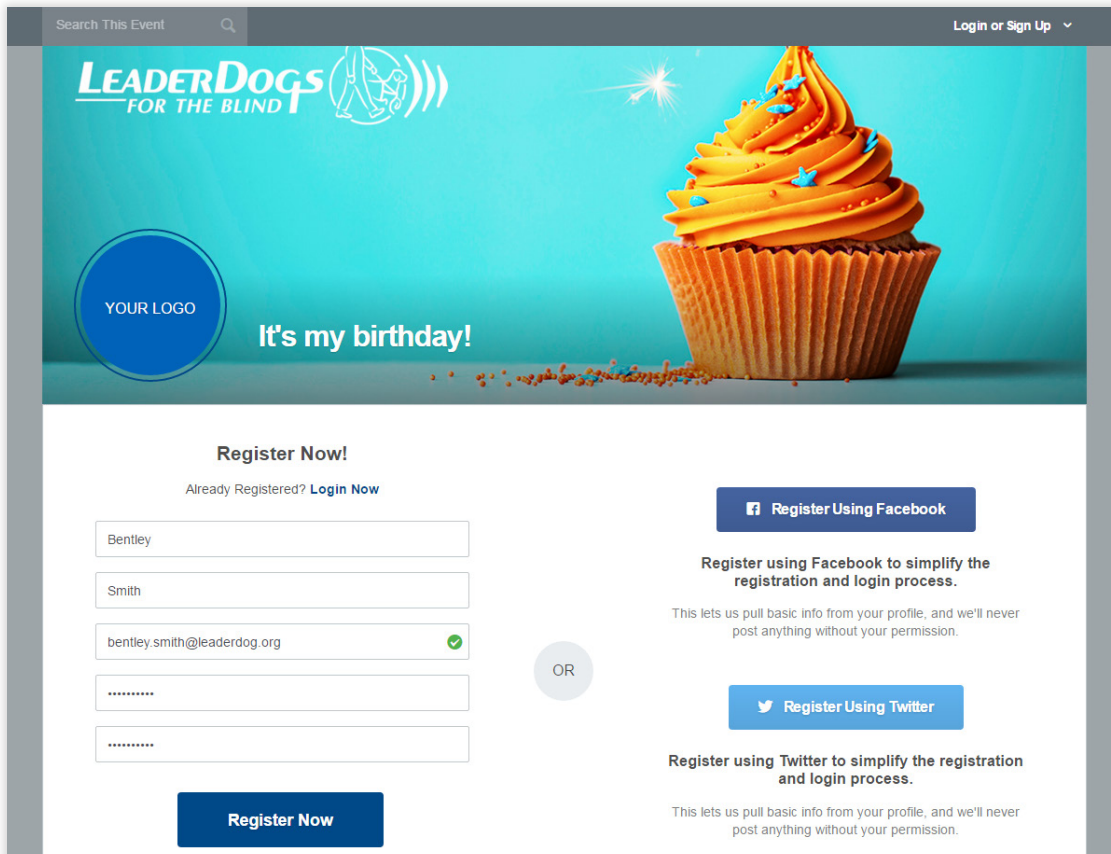 Search This Event
Login or Sign Up
LEADERDOGS
FOR THE BLIND
YOUR LOGO
It's my birthday!
Register Now!
Already Registered? Login Now
Bentley
Smith
bentley.smith@leaderdog.org
••••••••••
••••••••••
Register Now
OR
Register Using Facebook
Register using Facebook to simplify the
registration and login process.
This lets us pull basic info from your profile, and we'll never
post anything without your permission.
Register Using Twitter
Register using Twitter to simplify the registration
and login process.
This lets us pull basic info from your profile, and we'll never
post anything without your permission.